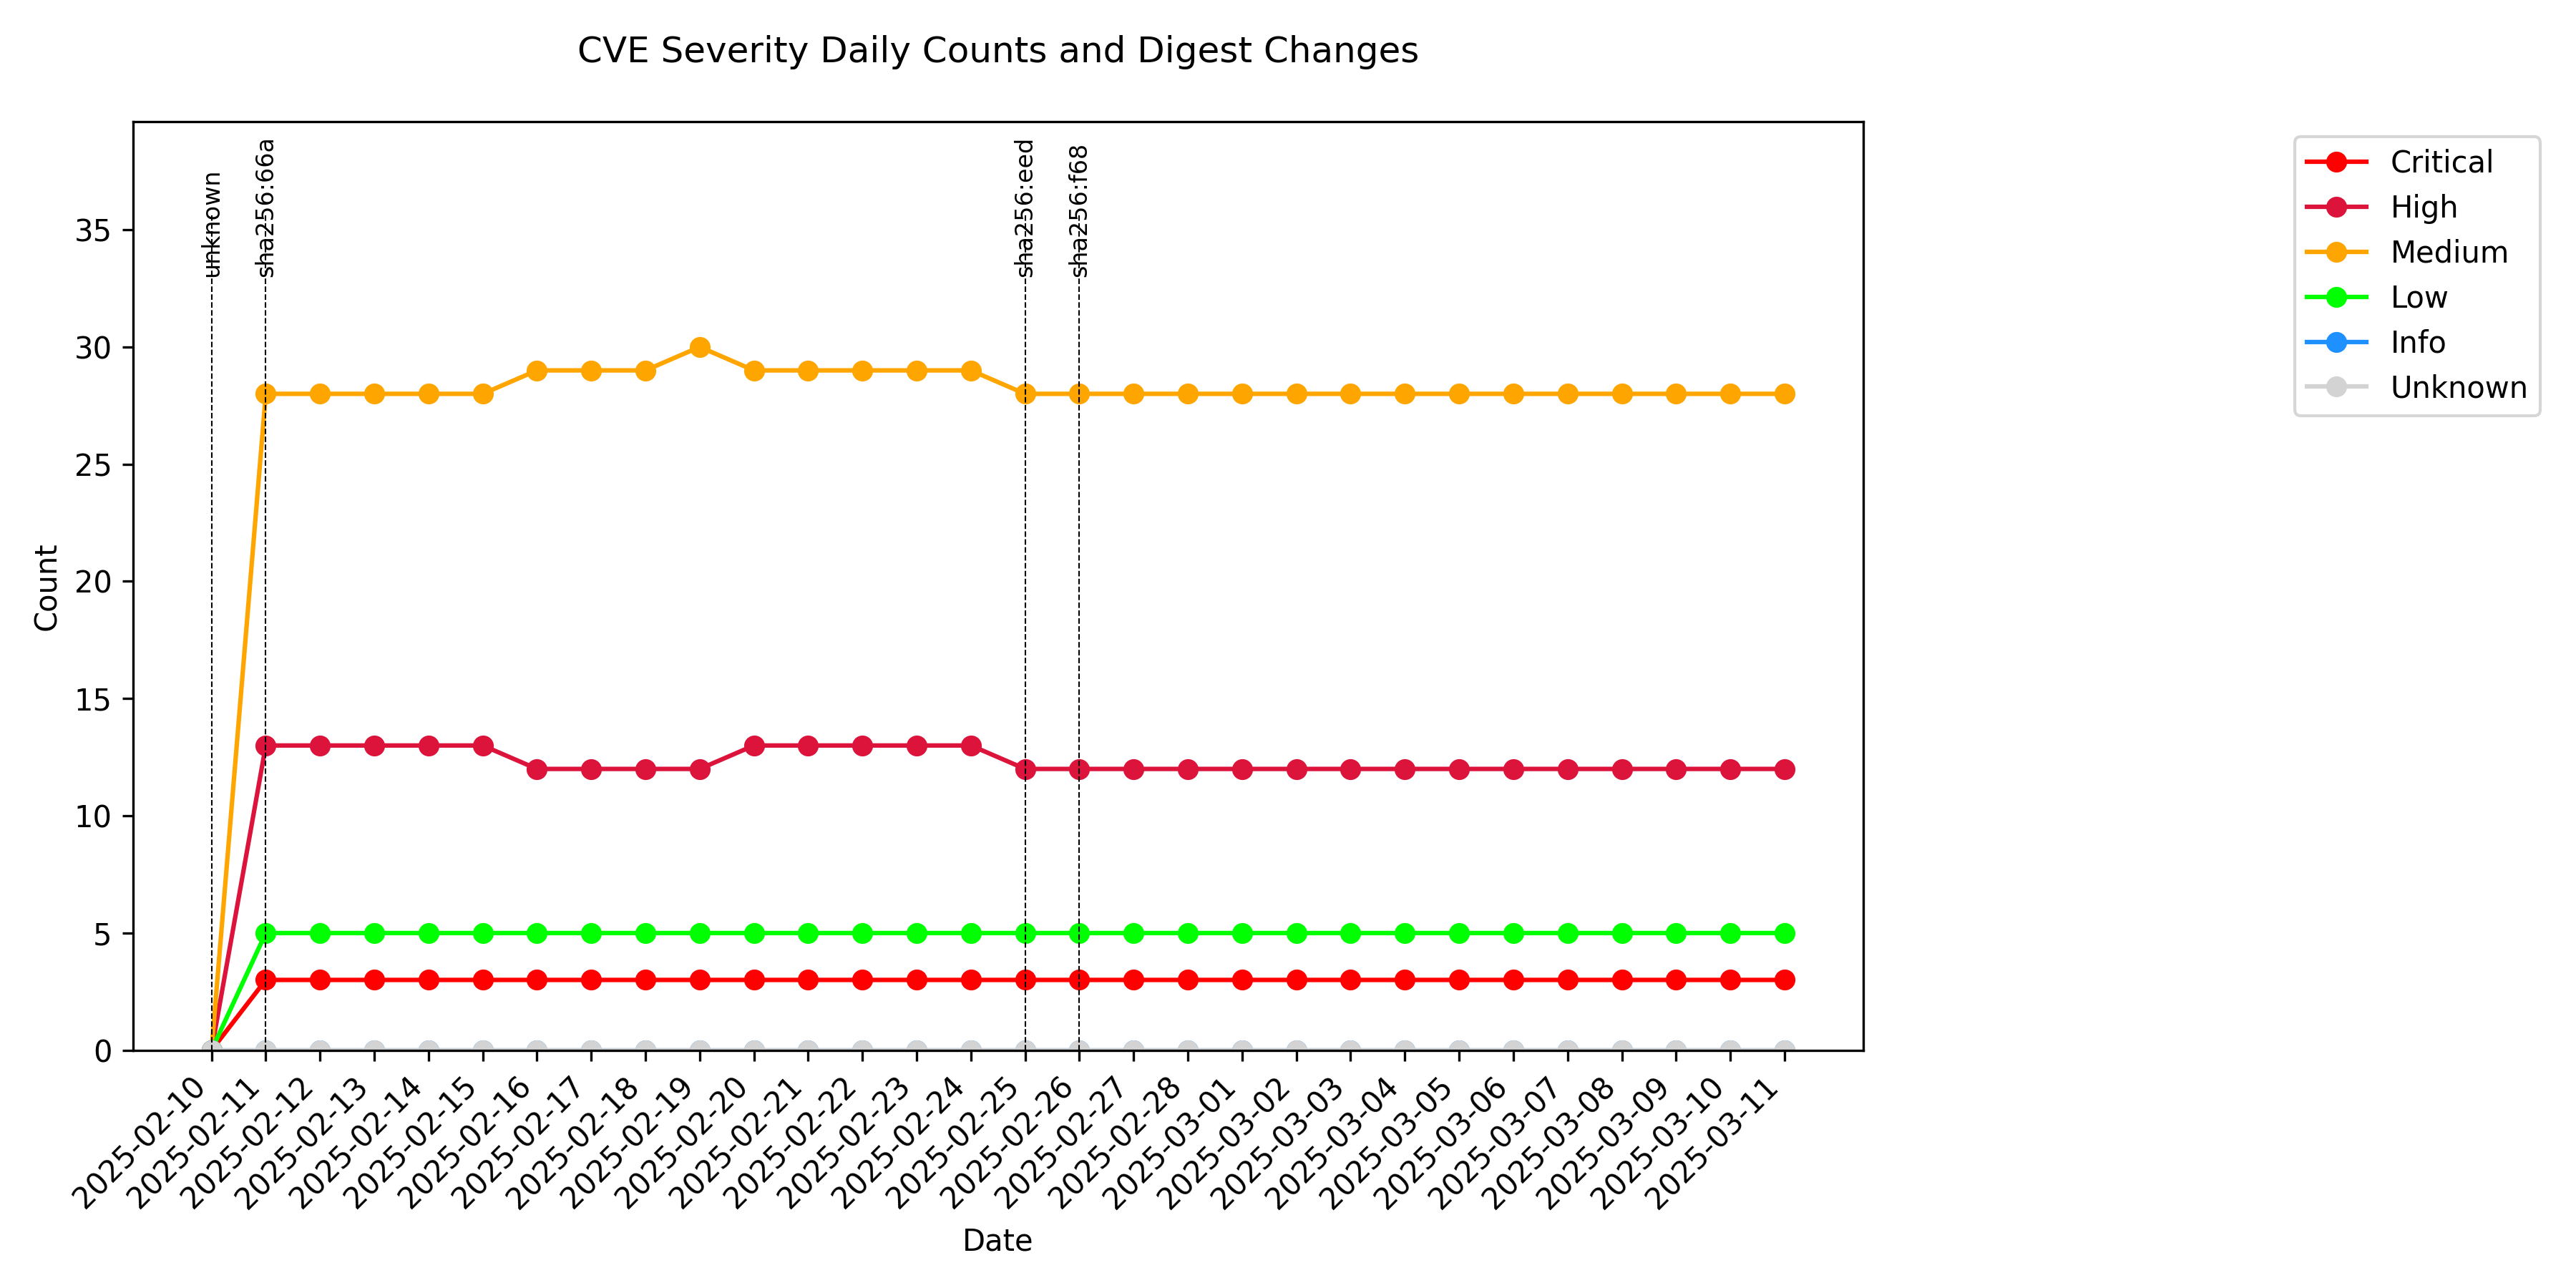 CVE Severity Daily Counts and Digest Changes
unknown
sha256:66a
sha256:eed
sha256:f68
Critical
High
Medium
Low
Info
Unknown
Count
35
30
25
20
15
10
5
0
2025-02-10
2025-02-11
2025-02-12
2025-02-13
2025-02-14
2025-02-15
2025-02-16
2025-02-17
2025-02-18
2025-02-19
2025-02-20
2025-02-21
2025-02-22
2025-02-23
2025-02-24
2025-02-25
2025-02-26
2025-02-27
2025-02-28
2025-03-01
2025-03-02
2025-03-03
2025-03-04
2025-03-05
2025-03-06
2025-03-07
2025-03-08
2025-03-09
2025-03-10
2025-03-11
Date